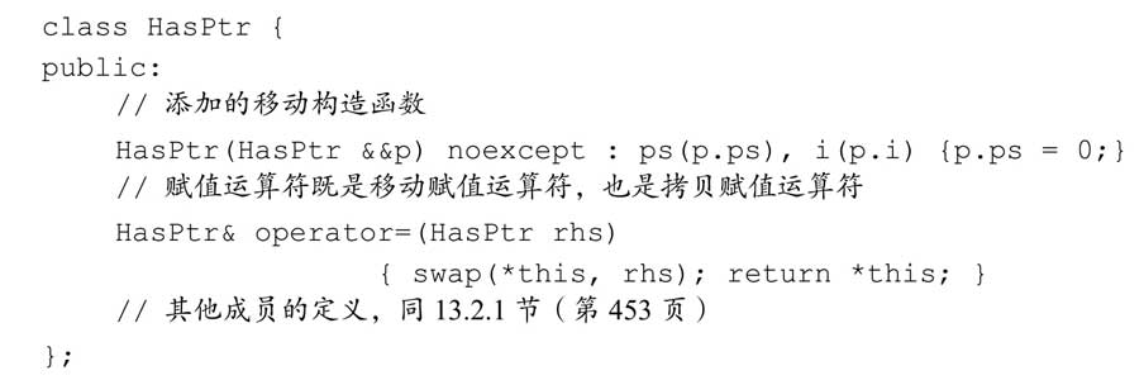 class HasPtr {
public:
// 添加的移动构造函数
HasPtr(HasPtr &&p) noexcept : ps(p.ps), i(p.i) {p.ps = 0;}
// 赋值运算符既是移动赋值运算符，也是拷贝赋值运算符
HasPtr& operator=(HasPtr rhs)
{ swap(*this, rhs); return *this; }
// 其他成员的定义，同 13.2.1 节（第 453 页）
};